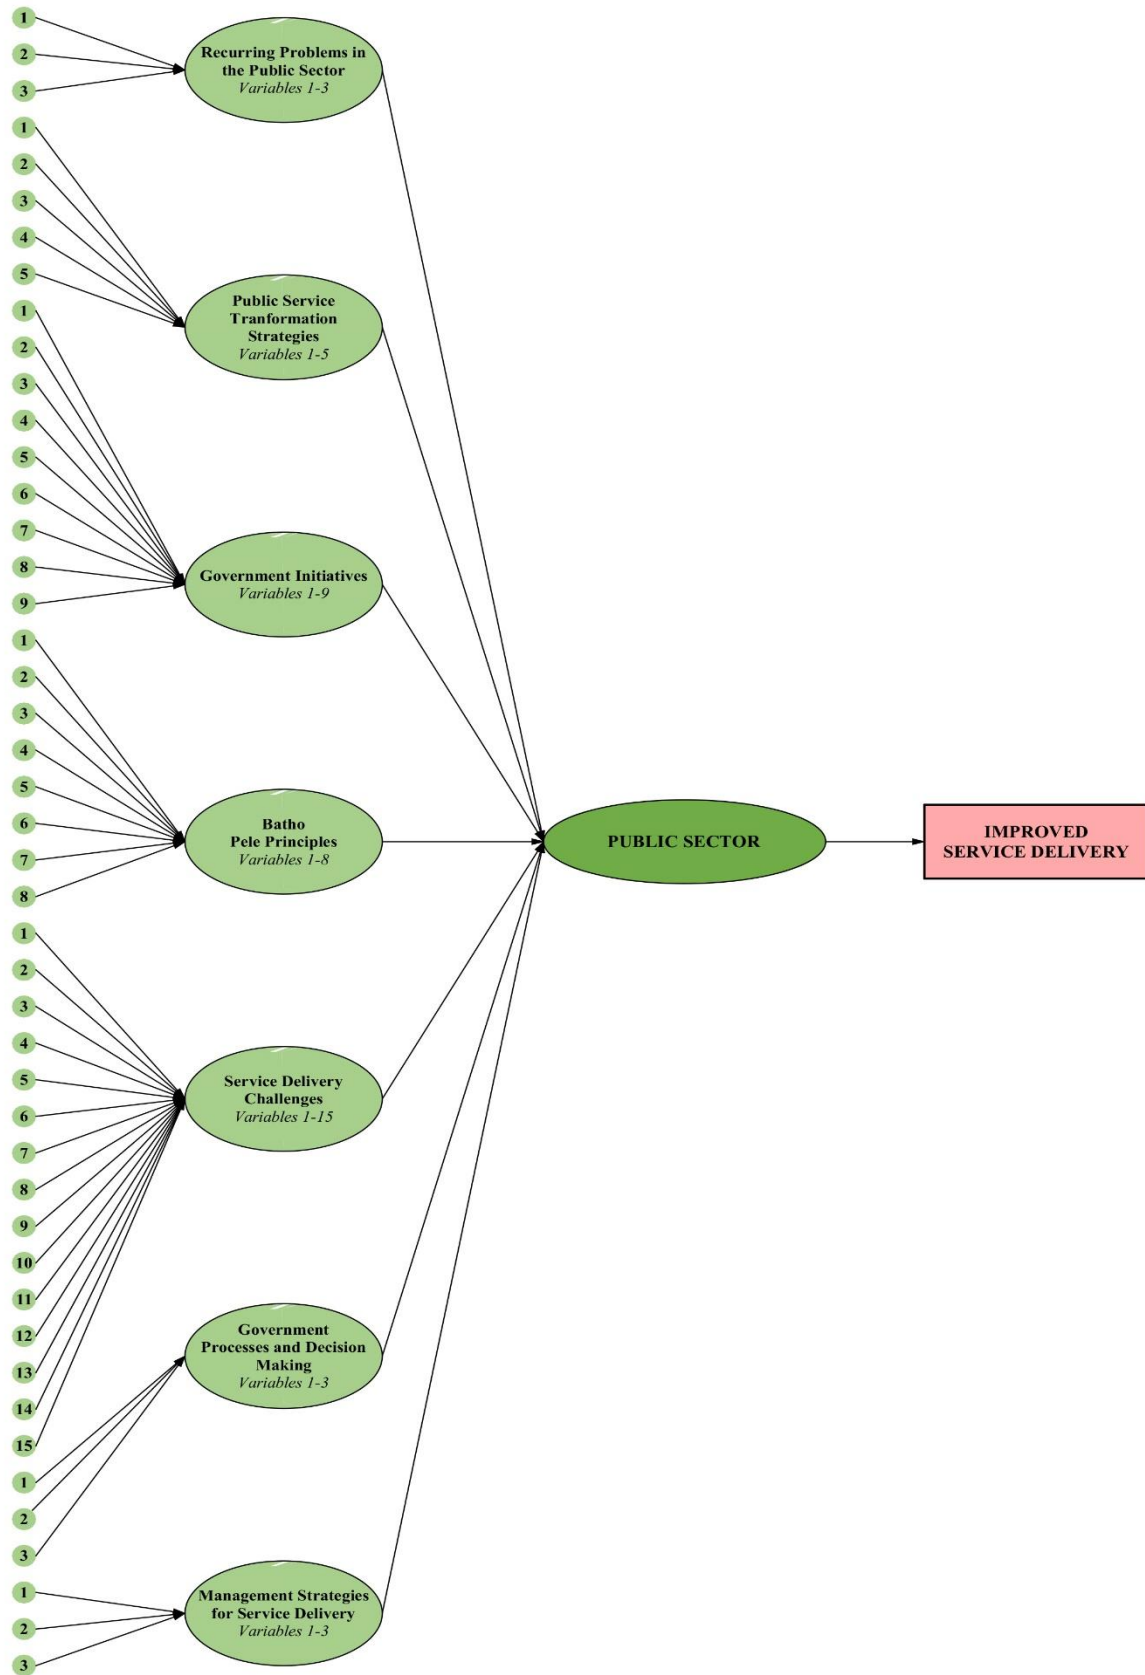 1
2
3
Recurring Problems in
the Public Sector
Variables 1-3
1
2
3
4
5
Public Service
Tranformation
Strategies
Variables 1-5
1
2
3
4
5
6
7
8
9
Government Initiatives
Variables 1-9
1
2
3
4
5
6
7
8
Batho
Pele Principles
Variables 1-8
1
2
3
4
5
6
7
8
9
10
11
12
13
14
15
Service Delivery
Challenges
Variables 1-15
1
2
3
Government
Processes and Decision
Making
Variables 1-3
1
2
3
Management Strategies
for Service Delivery
Variables 1-3
PUBLIC SECTOR
IMPROVED
SERVICE DELIVERY